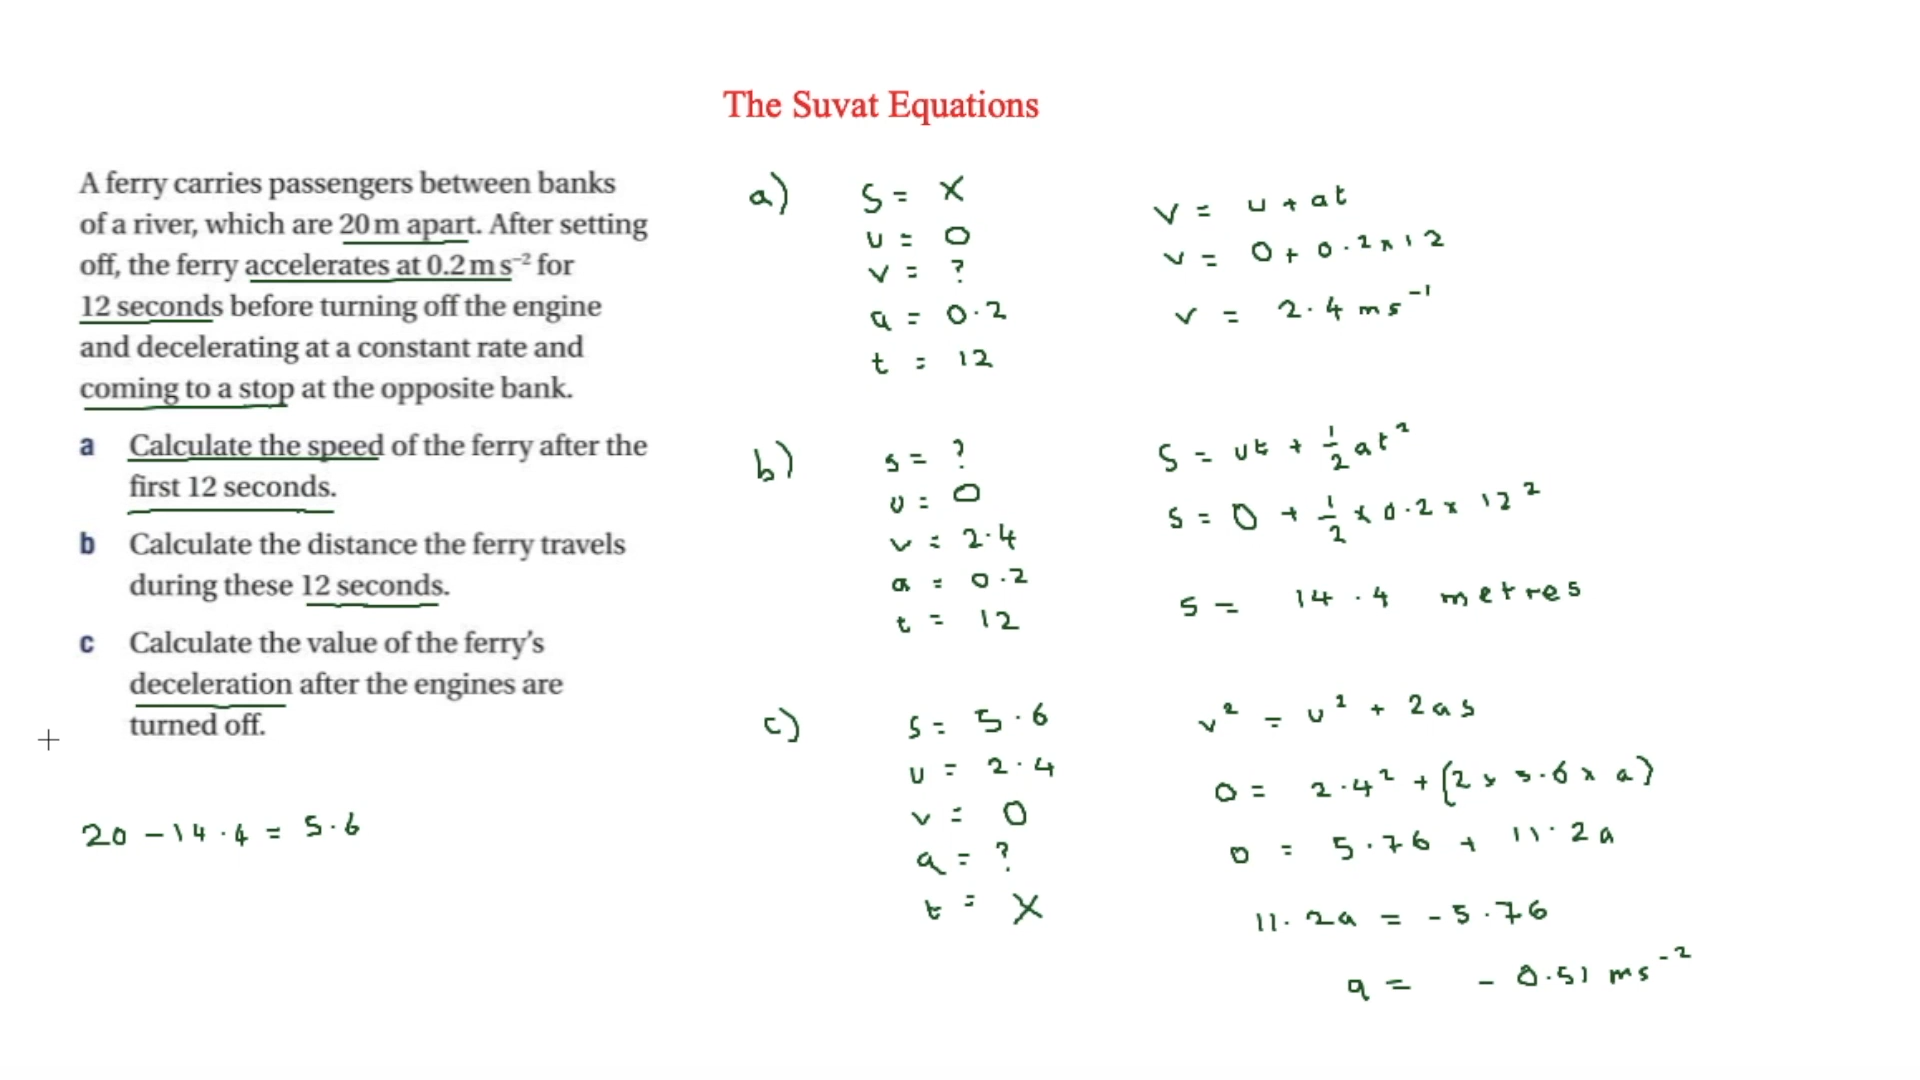 The Suvat Equations
A ferry carries passengers between banks
of a river, which are 20 m apart. After setting
off, the ferry accelerates at 0.2 m s⁻² for
12 seconds before turning off the engine
and decelerating at a constant rate and
coming to a stop at the opposite bank.
a Calculate the speed of the ferry after the
first 12 seconds.
b Calculate the distance the ferry travels
during these 12 seconds.
c Calculate the value of the ferry's
deceleration after the engines are
turned off.
20 - 14.4 = 5.6
a)
s = X
u = 0
v = ?
a = 0.2
t = 12
v = u + at
v = 0 + 0.2 × 12
v = 2.4 ms⁻¹
b)
s = ?
u = 0
v = 2.4
a = 0.2
t = 12
s = ut + ½at²
s = 0 + ½ × 0.2 × 12²
s = 14.4 metres
c)
s = 5.6
u = 2.4
v = 0
a = ?
t = X
v² = u² + 2as
0 = 2.4² + (2 × 5.6 × a)
0 = 5.76 + 11.2a
11.2a = -5.76
a = -0.51 ms⁻²